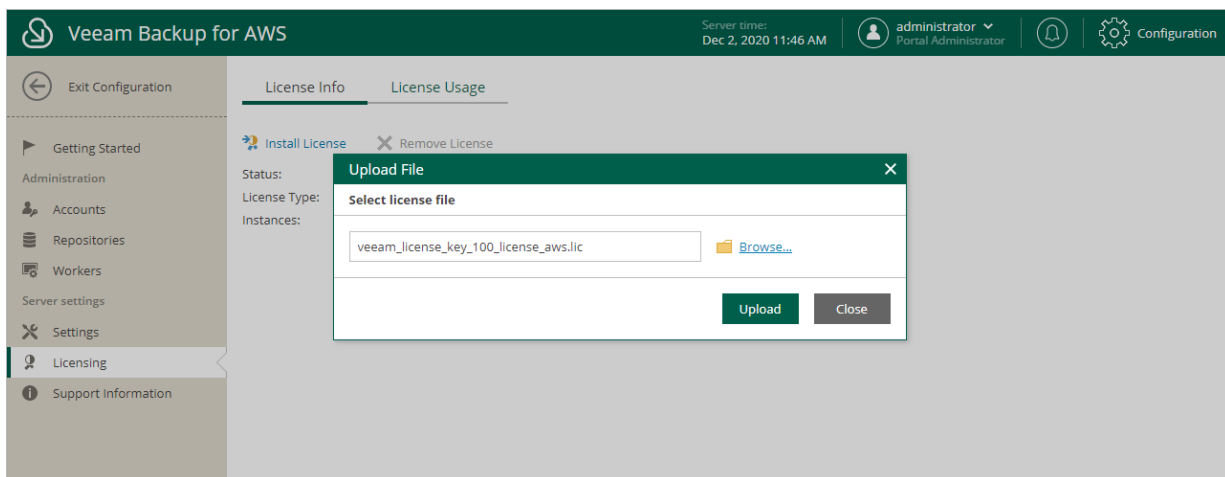 Veeam Backup for AWS
Server time:
Dec 2, 2020 11:46 AM
administrator
Portal Administrator
Configuration
Exit Configuration
License Info
License Usage
Getting Started
Install License
Remove License
Administration
Status:
License Type:
Instances:
Upload File
Select license file
veeam_license_key_100_license_aws.lic
Browse...
Upload
Close
Accounts
Repositories
Workers
Server settings
Settings
Licensing
Support Information